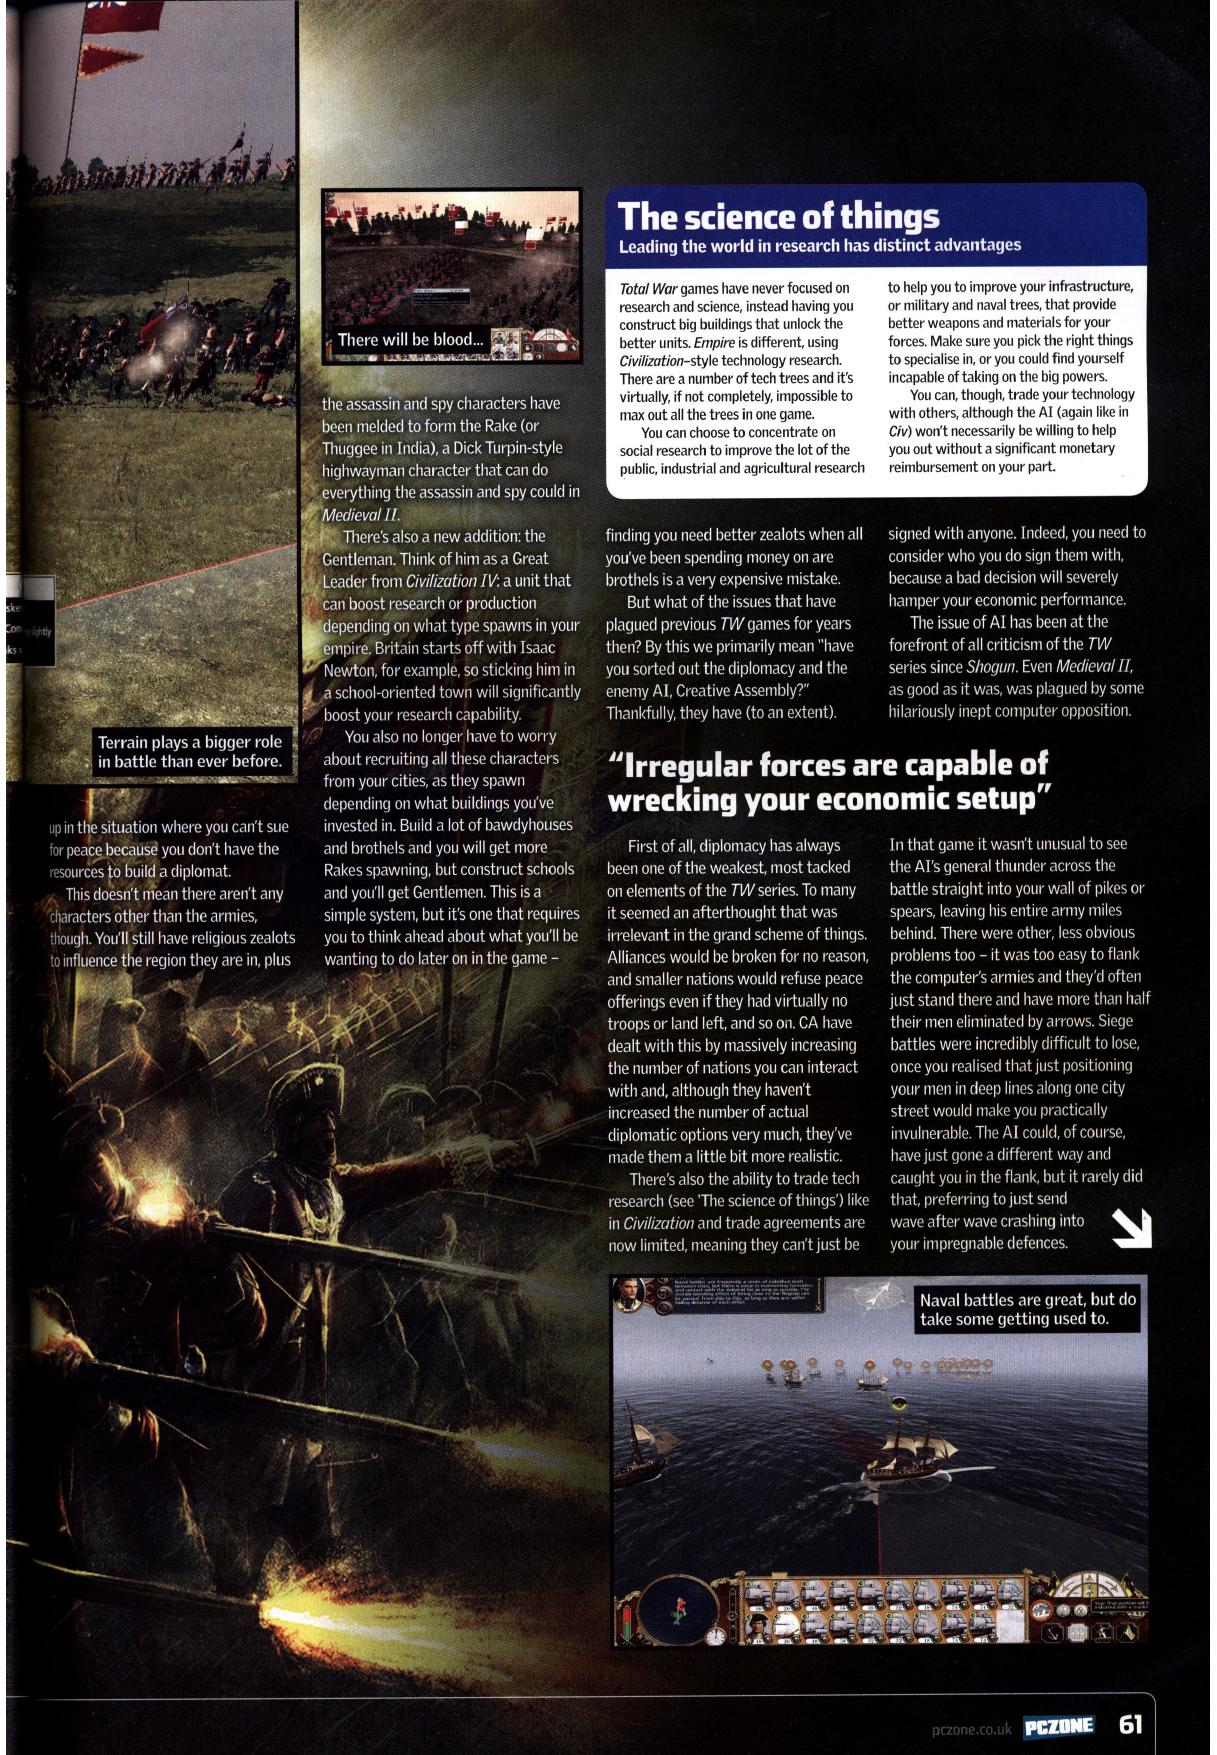 Terrain plays a bigger role
in battle than ever before.
up in the situation where you can't sue
for peace because you don't have the
resources to build a diplomat.
This doesn't mean there aren't any
characters other than the armies,
though. You'll still have religious zealots
to influence the region they are in, plus
There will be blood...
the assassin and spy characters have
been melded to form the Rake (or
Thuggee in India), a Dick Turpin-style
highwayman character that can do
everything the assassin and spy could in
Medieval II.
There's also a new addition: the
Gentleman. Think of him as a Great
Leader from Civilization IV: a unit that
can boost research or production
depending on what type spawns in your
empire. Britain starts off with Isaac
Newton, for example, so sticking him in
a school-oriented town will significantly
boost your research capability.
You also no longer have to worry
about recruiting all these characters
from your cities, as they spawn
depending on what buildings you've
invested in. Build a lot of bawdyhouses
and brothels and you will get more
Rakes spawning, but construct schools
and you'll get Gentlemen. This is a
simple system, but it's one that requires
you to think ahead about what you'll be
wanting to do later on in the game –
The science of things
Leading the world in research has distinct advantages
Total War games have never focused on
research and science, instead having you
construct big buildings that unlock the
better units. Empire is different, using
Civilization-style technology research.
There are a number of tech trees and it's
virtually, if not completely, impossible to
max out all the trees in one game.
You can choose to concentrate on
social research to improve the lot of the
public, industrial and agricultural research
to help you to improve your infrastructure,
or military and naval trees, that provide
better weapons and materials for your
forces. Make sure you pick the right things
to specialise in, or you could find yourself
incapable of taking on the big powers.
You can, though, trade your technology
with others, although the AI (again like in
Civ) won't necessarily be willing to help
you out without a significant monetary
reimbursement on your part.
finding you need better zealots when all
you've been spending money on are
brothels is a very expensive mistake.
But what of the issues that have
plagued previous TW games for years
then? By this we primarily mean "have
you sorted out the diplomacy and the
enemy AI, Creative Assembly?"
Thankfully, they have (to an extent).
"Irregular forces are capable of
wrecking your economic setup"
First of all, diplomacy has always
been one of the weakest, most tacked
on elements of the TW series. To many
it seemed an afterthought that was
irrelevant in the grand scheme of things.
Alliances would be broken for no reason,
and smaller nations would refuse peace
offerings even if they had virtually no
troops or land left, and so on. CA have
dealt with this by massively increasing
the number of nations you can interact
with and, although they haven't
increased the number of actual
diplomatic options very much, they've
made them a little bit more realistic.
There's also the ability to trade tech
research (see 'The science of things') like
in Civilization and trade agreements are
now limited, meaning they can't just be
signed with anyone. Indeed, you need to
consider who you do sign them with,
because a bad decision will severely
hamper your economic performance.
The issue of AI has been at the
forefront of all criticism of the TW
series since Shogun. Even Medieval II,
as good as it was, was plagued by some
hilariously inept computer opposition.
In that game it wasn't unusual to see
the AI's general thunder across the
battle straight into your wall of pikes or
spears, leaving his entire army miles
behind. There were other, less obvious
problems too – it was too easy to flank
the computer's armies and they'd often
just stand there and have more than half
their men eliminated by arrows. Siege
battles were incredibly difficult to lose,
once you realised that just positioning
your men in deep lines along one city
street would make you practically
invulnerable. The AI could, of course,
have just gone a different way and
caught you in the flank, but it rarely did
that, preferring to just send
wave after wave crashing into
your impregnable defences.
Naval battles are great, but do
take some getting used to.
pczone.co.uk PCZONE 61